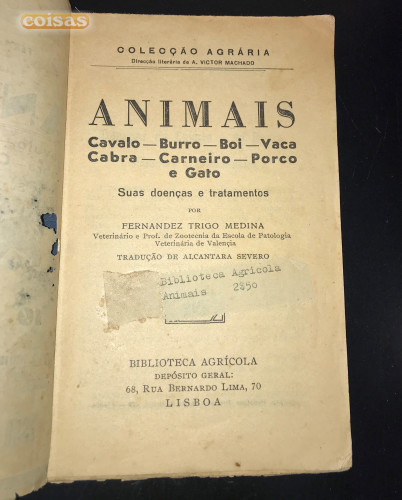 coisas
COLECÇÃO AGRÁRIA
Direcção literária de A. VICTOR MACHADO
ANIMAIS
Cavalo — Burro — Boi — Vaca
Cabra — Carneiro — Porco
e Gato
Suas doenças e tratamentos
POR
FERNANDEZ TRIGO MEDINA
Veterinário e Prof. de Zootecnia da Escola de Patologia
Veterinária de Valençia
TRADUÇÃO DE ALCANTARA SEVERO
Biblioteca Agrícola
Animais 2$50
BIBLIOTECA AGRÍCOLA
DEPÓSITO GERAL:
68, RUA BERNARDO LIMA, 70
LISBOA